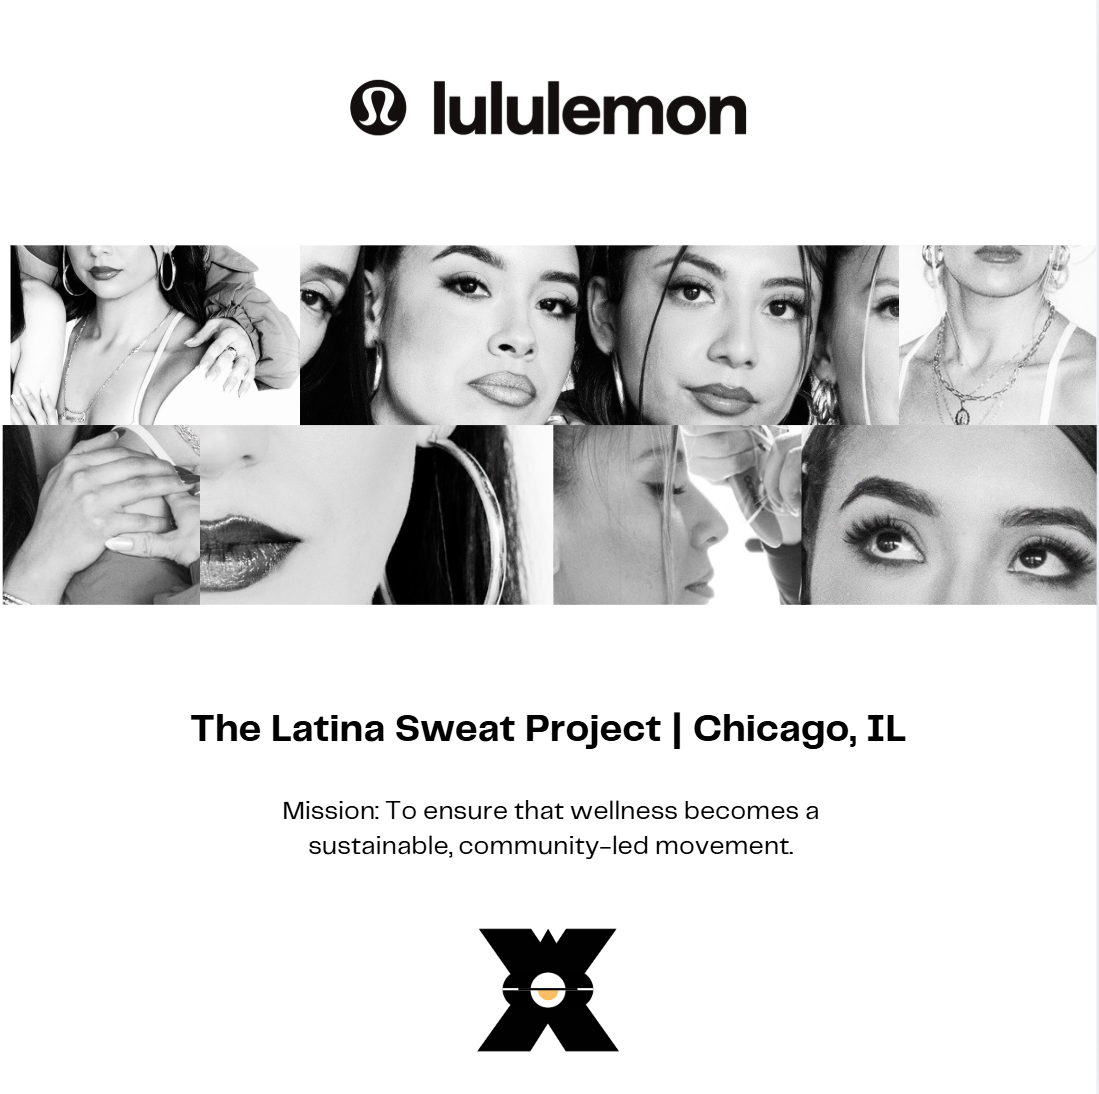 lululemon
The Latina Sweat Project | Chicago, IL
Mission: To ensure that wellness becomes a
sustainable, community-led movement.